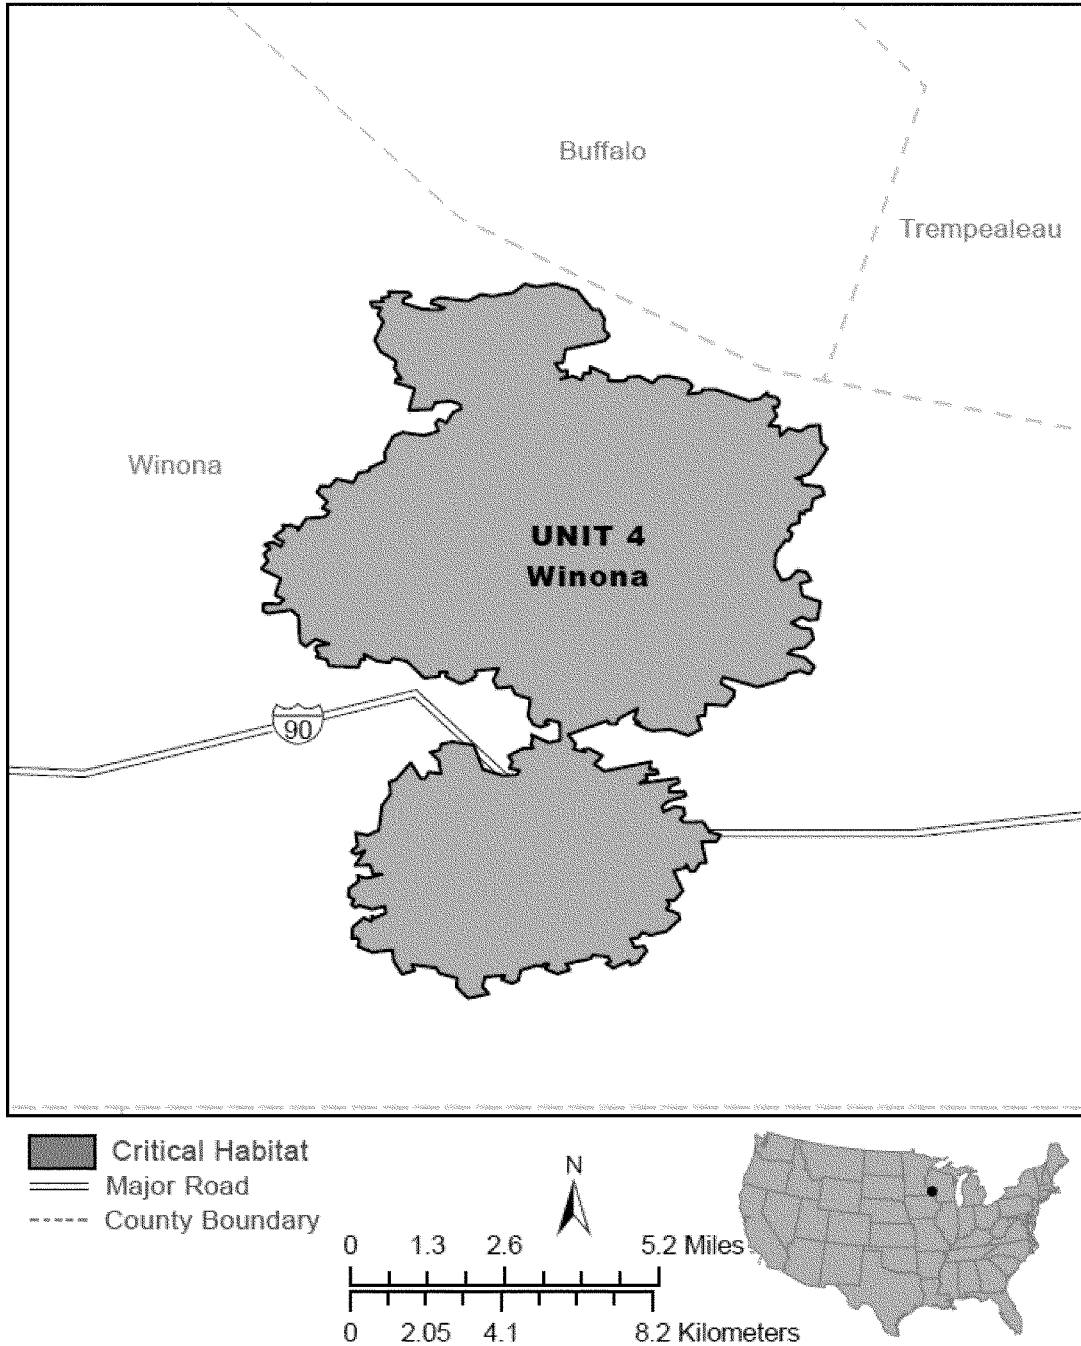 Buffalo
Trempealeau
Winona
UNIT 4
Winona
90
Critical Habitat
Major Road
County Boundary
N
0 1.3 2.6 5.2 Miles
0 2.05 4.1 8.2 Kilometers